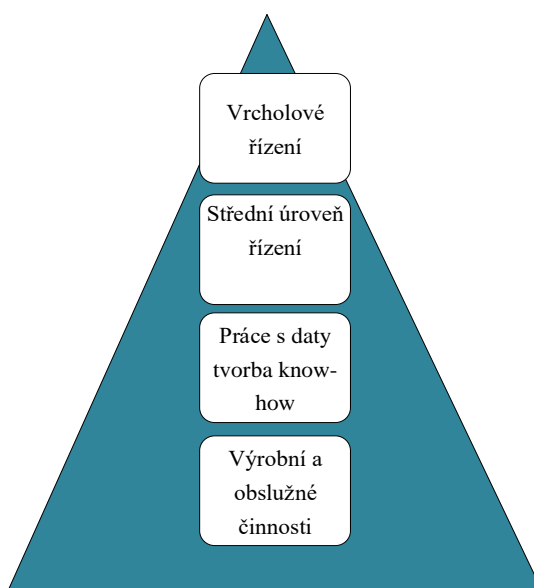 Vrcholové
řízení
Střední úroveň
řízení
Práce s daty
tvorba know-
how
Výrobní a
obslužné
činnosti